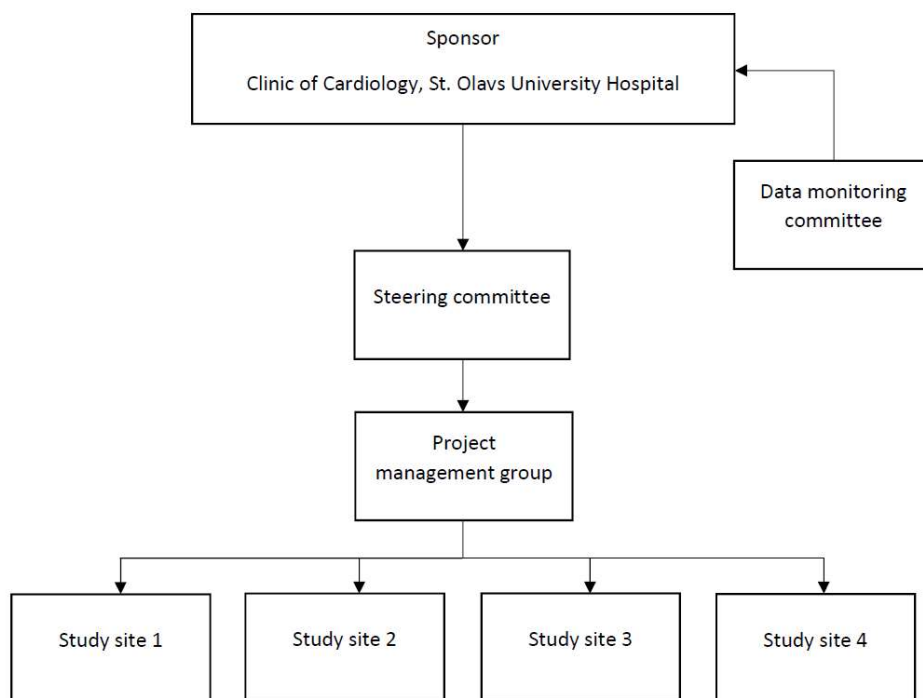 Sponsor
Clinic of Cardiology, St. Olavs University Hospital
Data monitoring
committee
Steering committee
Project
management group
Study site 1
Study site 2
Study site 3
Study site 4